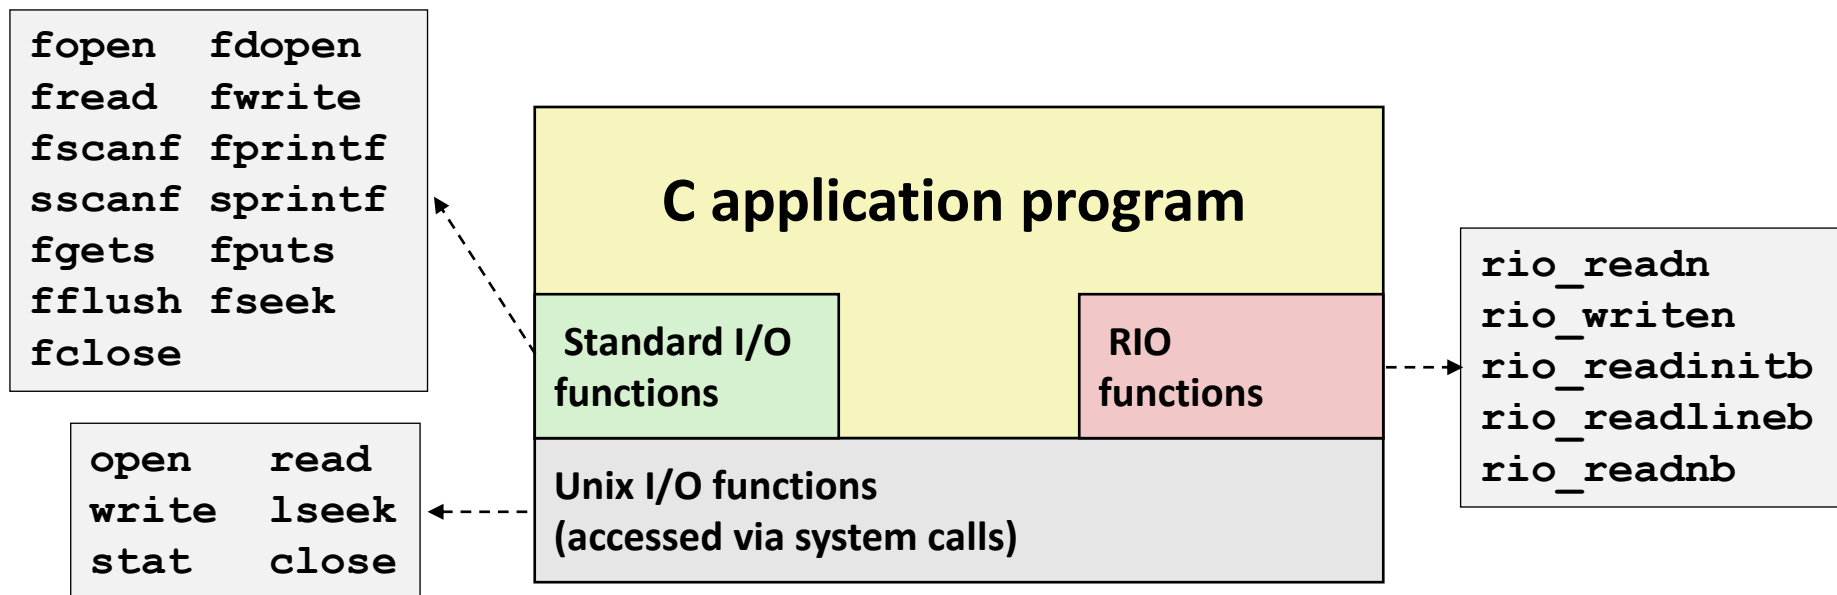 fopen fdopen
fread fwrite
fscanf fprintf
sscanf sprintf
fgets fputs
fflush fseek
fclose
C application program
Standard I/O
functions
RIO
functions
rio_readn
rio_writen
rio_readinitb
rio_readlineb
rio_readnb
open read
write lseek
stat close
Unix I/O functions
(accessed via system calls)